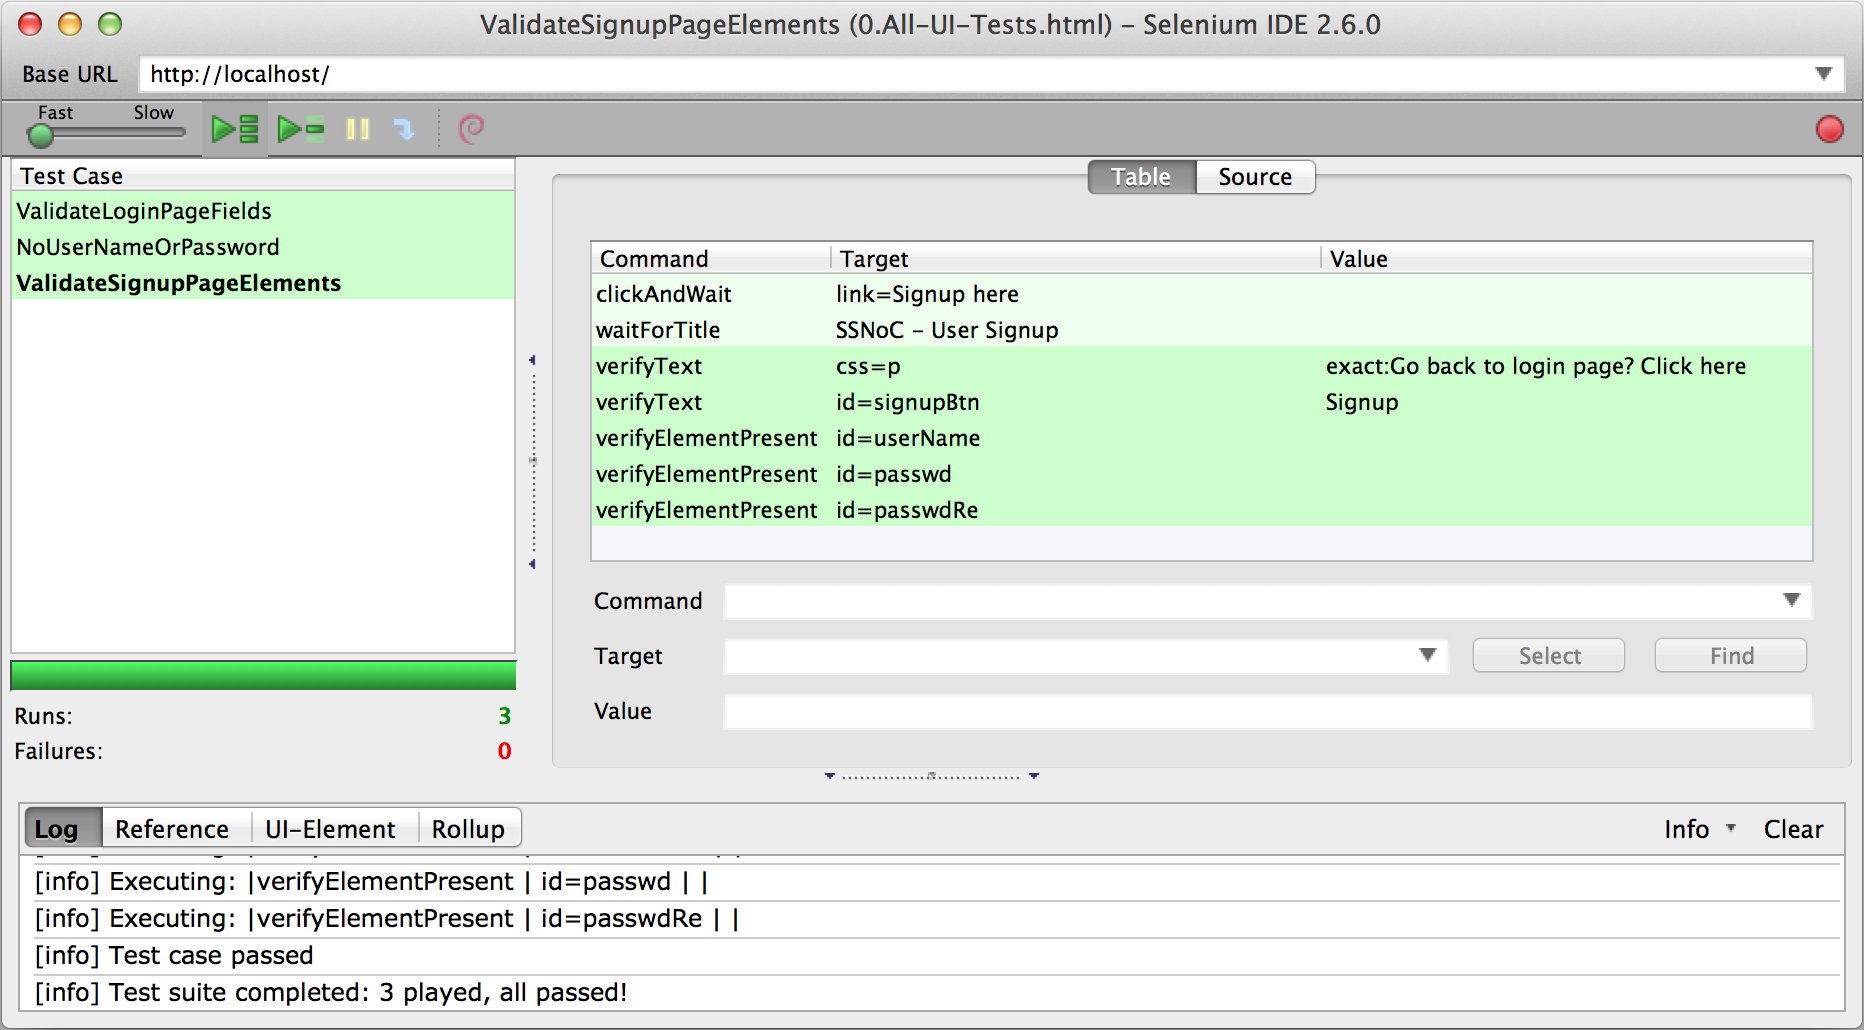 ValidateSignupPageElements (0.All-UI-Tests.html) - Selenium IDE 2.6.0
Base URL http://localhost/
Fast Slow
Test Case
ValidateLoginPageFields
NoUserNameOrPassword
ValidateSignupPageElements
Runs: 3
Failures: 0
Table Source
Command Target Value
clickAndWait link=Signup here
waitForTitle SSNoC - User Signup
verifyText css=p exact:Go back to login page? Click here
verifyText id=signupBtn Signup
verifyElementPresent id=userName
verifyElementPresent id=passwd
verifyElementPresent id=passwdRe
Command
Target Select Find
Value
Log Reference UI-Element Rollup Info Clear
[info] Executing: |verifyElementPresent | id=passwd | |
[info] Executing: |verifyElementPresent | id=passwdRe | |
[info] Test case passed
[info] Test suite completed: 3 played, all passed!